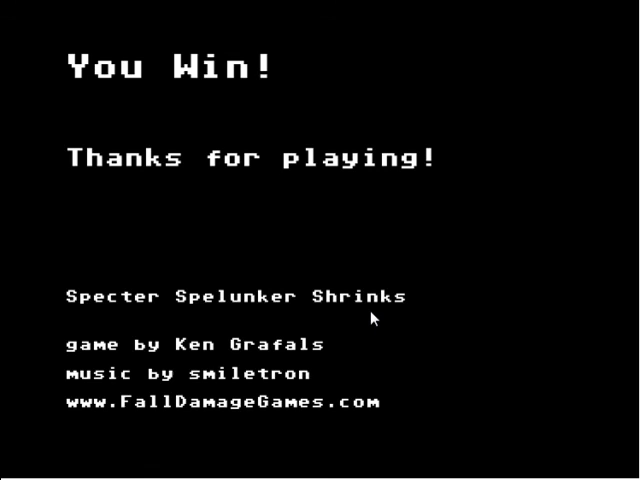 You Win!
Thanks for playing!
Specter Spelunker Shrinks
game by Ken Grafals
music by smiletron
www.FallDamageGames.com